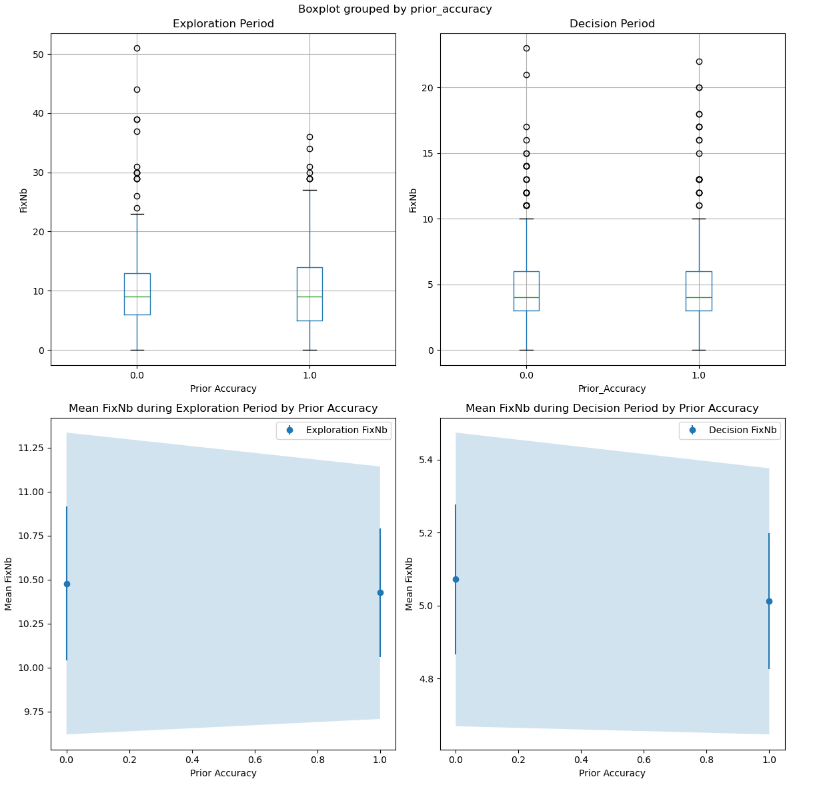 Boxplot grouped by prior_accuracy
Exploration Period
50
40
30
20
10
0
FixNb
0.0
1.0
Prior Accuracy
Decision Period
20
15
10
5
0
FixNb
0.0
1.0
Prior_Accuracy
Mean FixNb during Exploration Period by Prior Accuracy
Exploration FixNb
11.25
11.00
10.75
10.50
10.25
10.00
9.75
Mean FixNb
0.0
0.2
0.4
0.6
0.8
1.0
Prior Accuracy
Mean FixNb during Decision Period by Prior Accuracy
Decision FixNb
5.4
5.2
5.0
4.8
Mean FixNb
0.0
0.2
0.4
0.6
0.8
1.0
Prior Accuracy